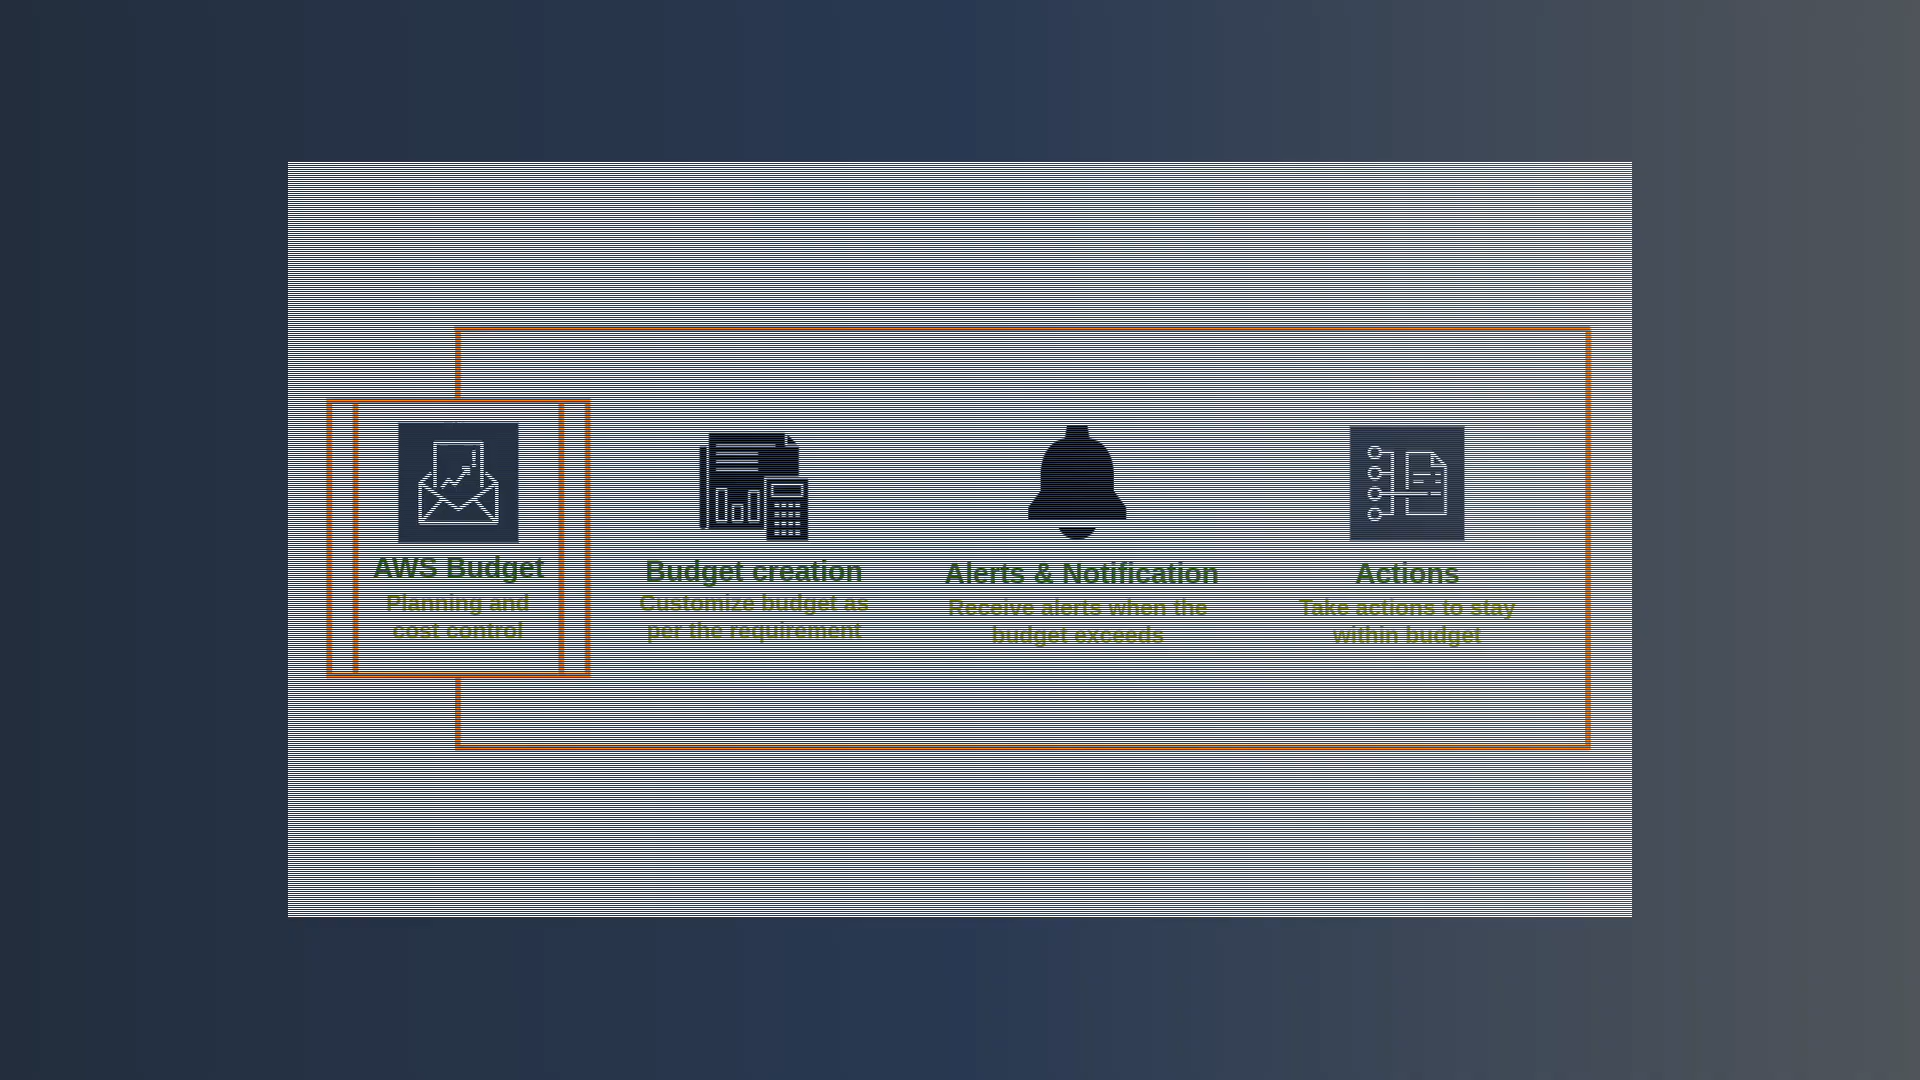 AWS Budget
Planning and
cost control
Budget creation
Customize budget as
per the requirement
Alerts & Notification
Receive alerts when the
budget exceeds
Actions
Take actions to stay
within budget